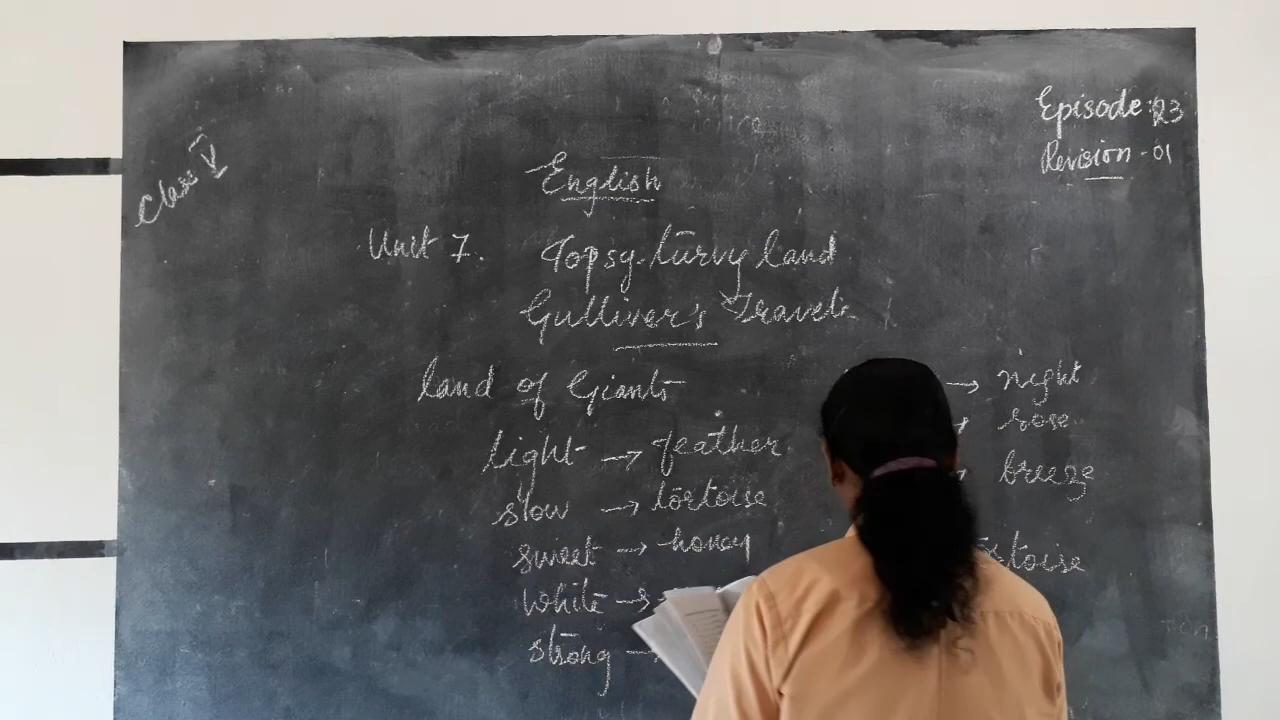 Class V
Episode: 23
Revision - 01
English
Unit 7. Topsy-turvy land
Gulliver's Travels
land of Giants
light → feather
slow → tortoise
sweet → honey
white →
strong →
→ night
rose
breeze